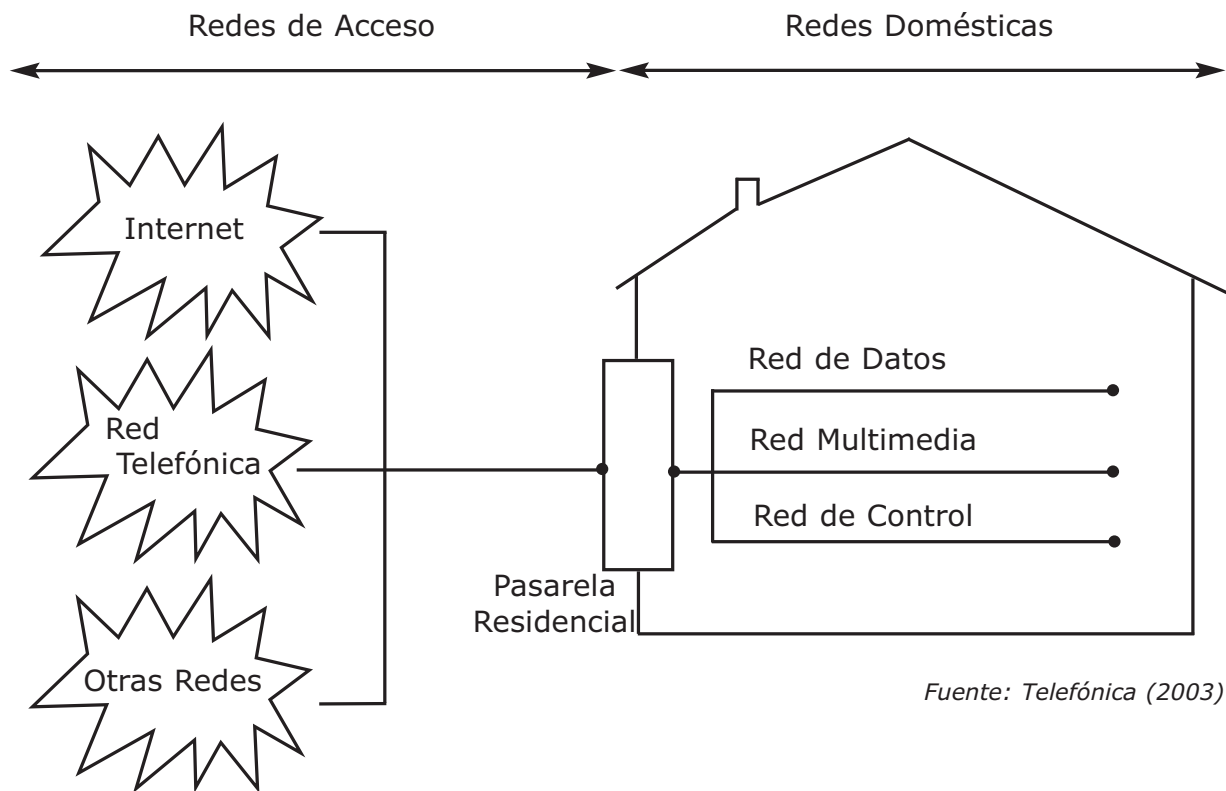 Redes de Acceso
Redes Domésticas
Internet
Red
Telefónica
Otras Redes
Pasarela
Residencial
Red de Datos
Red Multimedia
Red de Control
Fuente: Telefónica (2003)